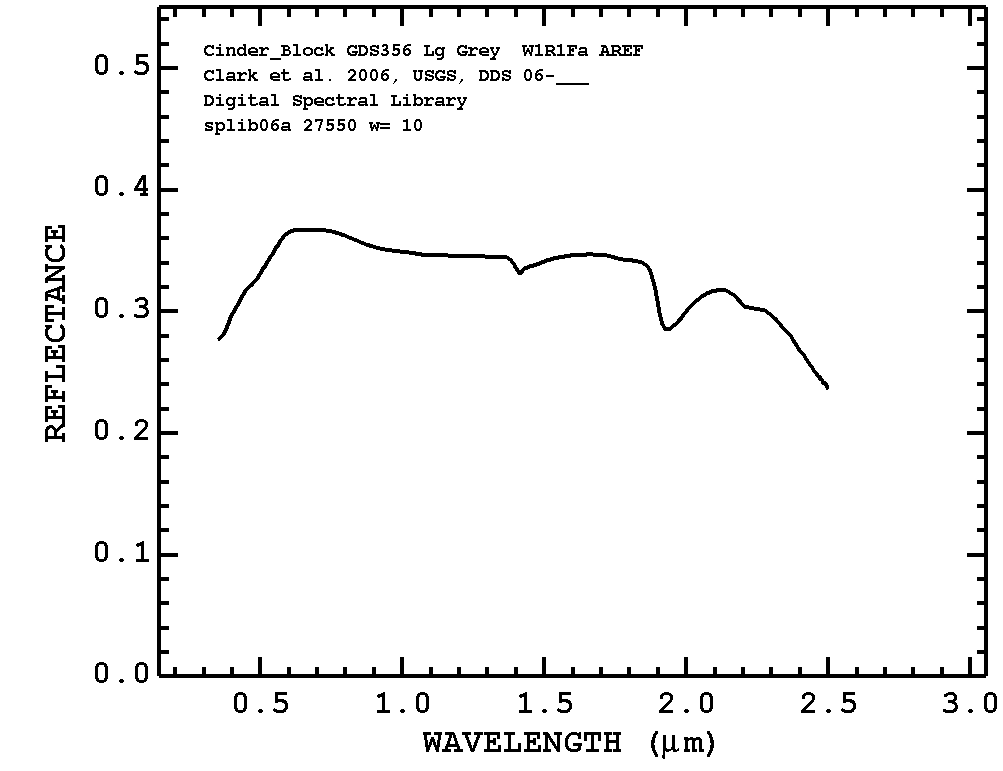 Cinder_Block GDS356 Lg Grey W1R1Fa AREF
Clark et al. 2006, USGS, DDS 06-___
Digital Spectral Library
splib06a 27550 w= 10
0.5
0.4
0.3
0.2
0.1
0.0
REFLECTANCE
0.5 1.0 1.5 2.0 2.5 3.0
WAVELENGTH (μm)